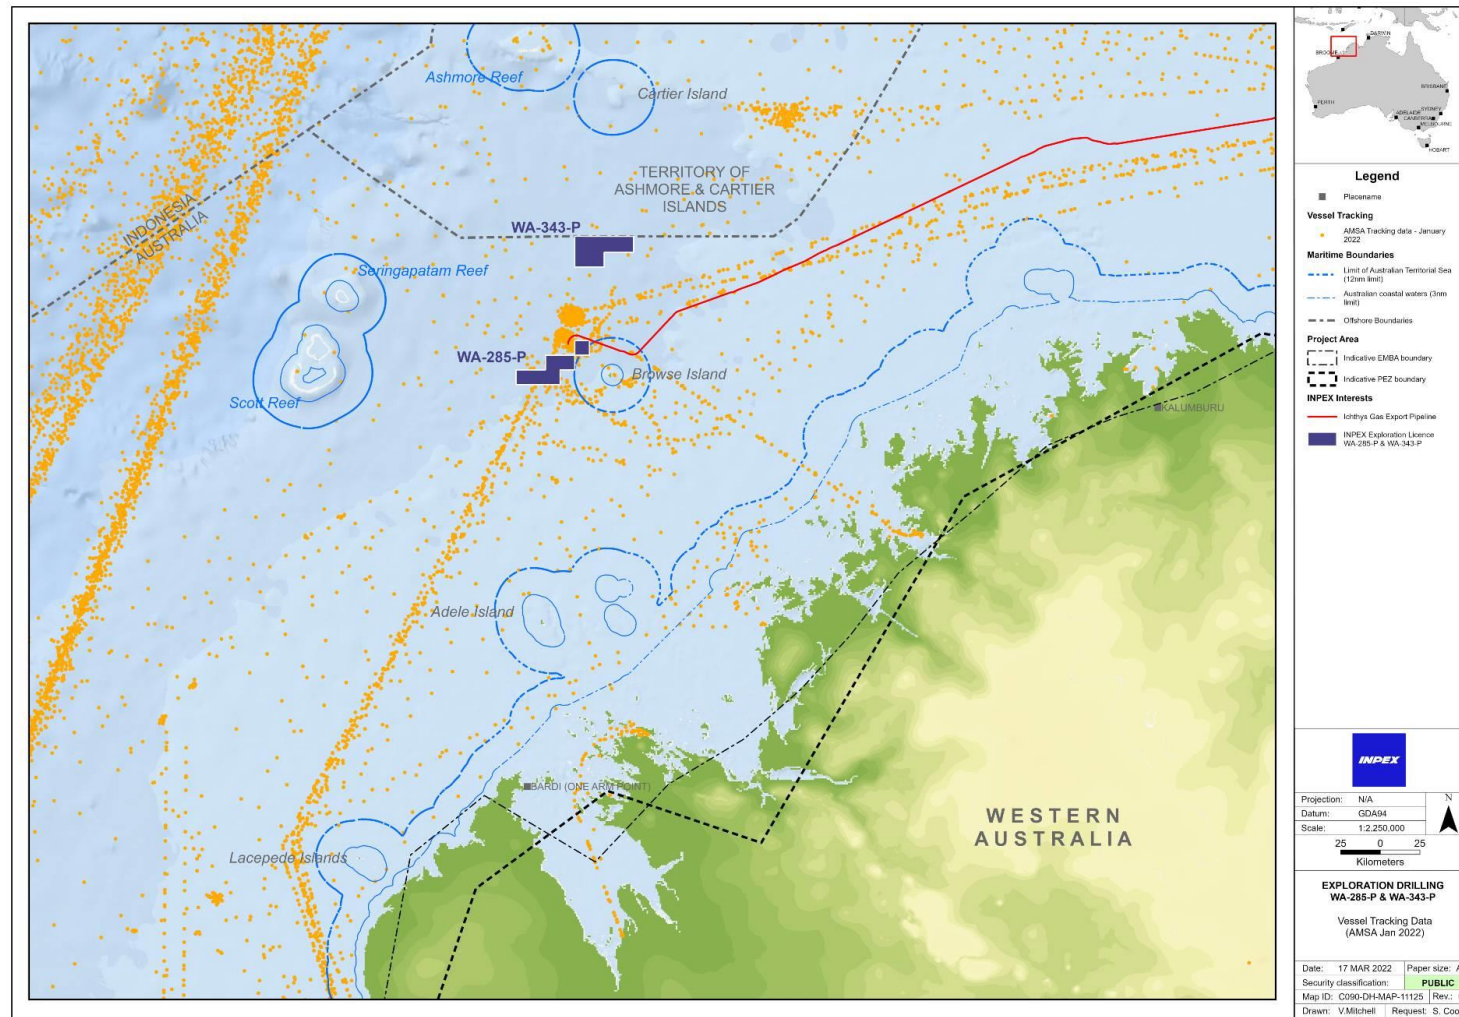 Ashmore Reef
Cartier Island
TERRITORY OF
ASHMORE & CARTIER
ISLANDS
INDONESIA
AUSTRALIA
WA-343-P
Seringapatam Reef
WA-285-P
Browse Island
Scott Reef
KALUMBURU
Adele Island
BARDI (ONE ARM POINT)
WESTERN
AUSTRALIA
Lacepede Islands
DARWIN
BROOME
BRISBANE
PERTH
ADELAIDE
SYDNEY
CANBERRA
MELBOURNE
HOBART
Legend
Placename
Vessel Tracking
AMSA Tracking data - January
2022
Maritime Boundaries
Limit of Australian Territorial Sea
(12nm limit)
Australian coastal waters (3nm
limit)
Offshore Boundaries
Project Area
Indicative EMBA boundary
Indicative PEZ boundary
INPEX Interests
Ichthys Gas Export Pipeline
INPEX Exploration Licence
WA-285-P & WA-343-P
INPEX
Projection: N/A
Datum: GDA94
Scale: 1:2,250,000
N
25 0 25
Kilometers
EXPLORATION DRILLING
WA-285-P & WA-343-P
Vessel Tracking Data
(AMSA Jan 2022)
Date: 17 MAR 2022 Paper size: A
Security classification: PUBLIC
Map ID: C090-DH-MAP-11125 Rev.:
Drawn: V.Mitchell Request: S. Coo